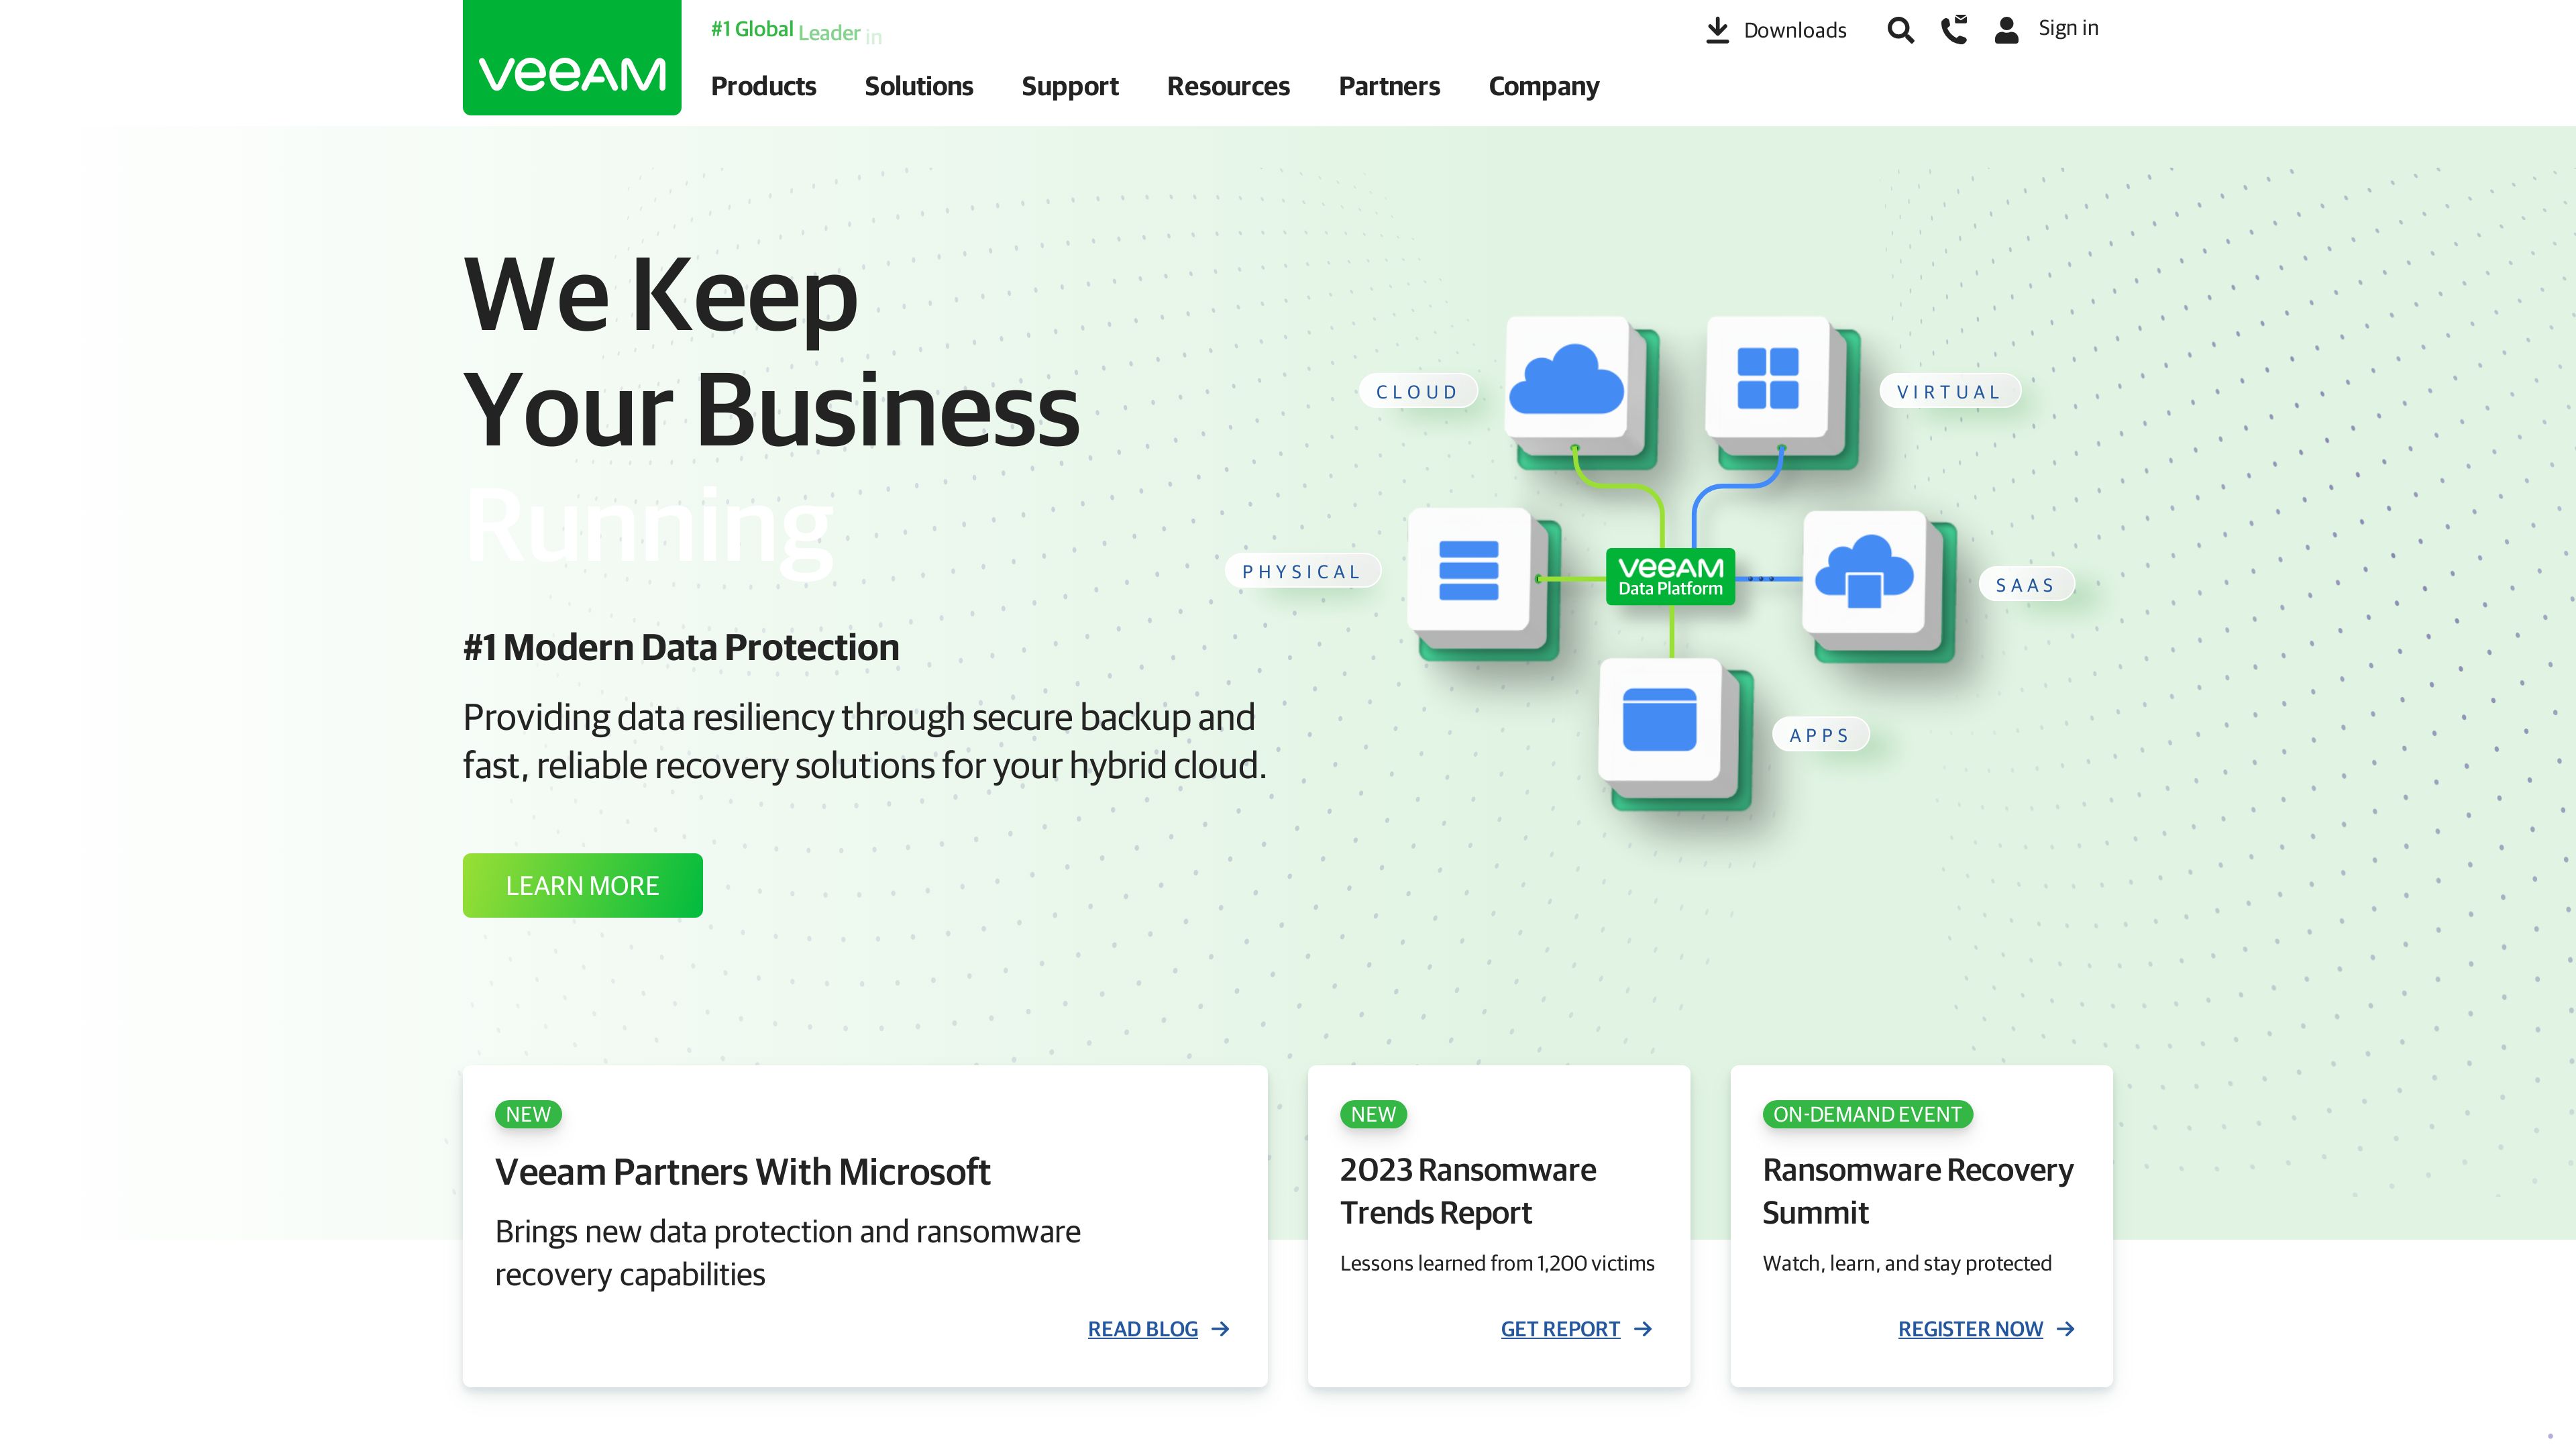 veeam
#1 Global Leader in
Downloads
Sign in
Products Solutions Support Resources Partners Company
We Keep
Your Business
Running
#1 Modern Data Protection
Providing data resiliency through secure backup and
fast, reliable recovery solutions for your hybrid cloud.
LEARN MORE
CLOUD
VIRTUAL
PHYSICAL
veeam
Data Platform
SAAS
APPS
NEW
Veeam Partners With Microsoft
Brings new data protection and ransomware
recovery capabilities
READ BLOG
NEW
2023 Ransomware
Trends Report
Lessons learned from 1,200 victims
GET REPORT
ON-DEMAND EVENT
Ransomware Recovery
Summit
Watch, learn, and stay protected
REGISTER NOW